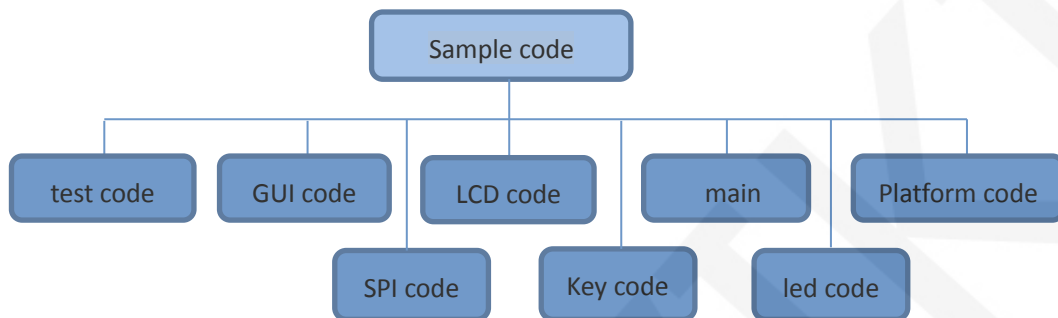 Sample code
test code
GUI code
LCD code
main
Platform code
SPI code
Key code
led code